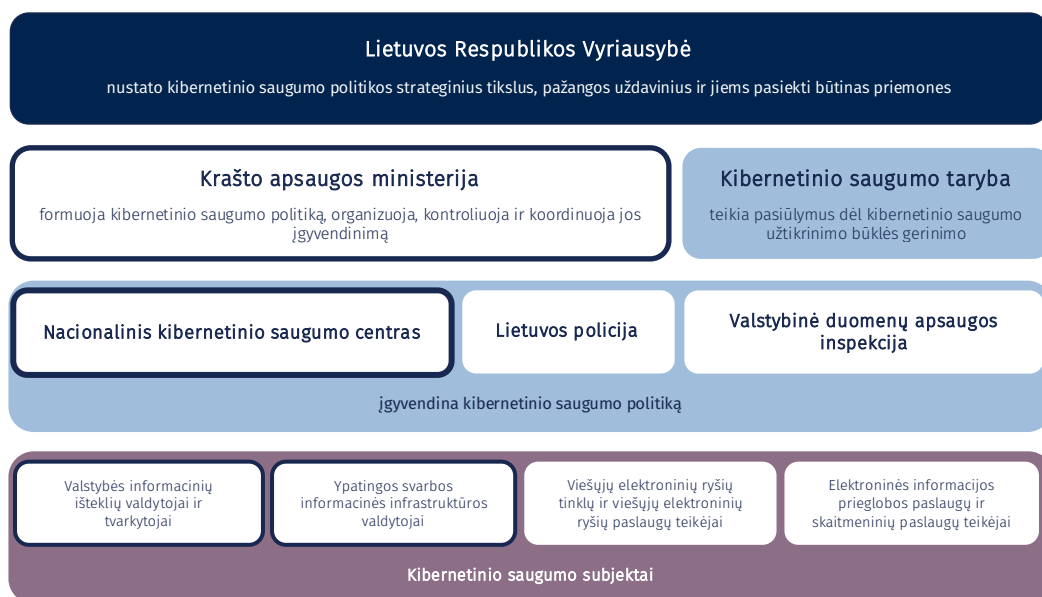 Lietuvos Respublikos Vyriausybė
nustato kibernetinio saugumo politikos strateginius tikslus, pažangos uždavinius ir jiems pasiekti būtinas priemones
Krašto apsaugos ministerija
formuoja kibernetinio saugumo politiką, organizuoja, kontroliuoja ir koordinuoja jos
įgyvendinimą
Kibernetinio saugumo taryba
teikia pasiūlymus dėl kibernetinio saugumo
užtikrinimo būklės gerinimo
Nacionalinis kibernetinio saugumo centras
Lietuvos policija
Valstybinė duomenų apsaugos
inspekcija
įgyvendina kibernetinio saugumo politiką
Valstybės informacinių
išteklių valdytojai ir
tvarkytojai
Ypatingos svarbos
informacinės infrastruktūros
valdytojai
Viešųjų elektroninių ryšių
tinklų ir viešųjų elektroninių
ryšių paslaugų teikėjai
Elektroninės informacijos
prieglobos paslaugų ir
skaitmeninių paslaugų teikėjai
Kibernetinio saugumo subjektai